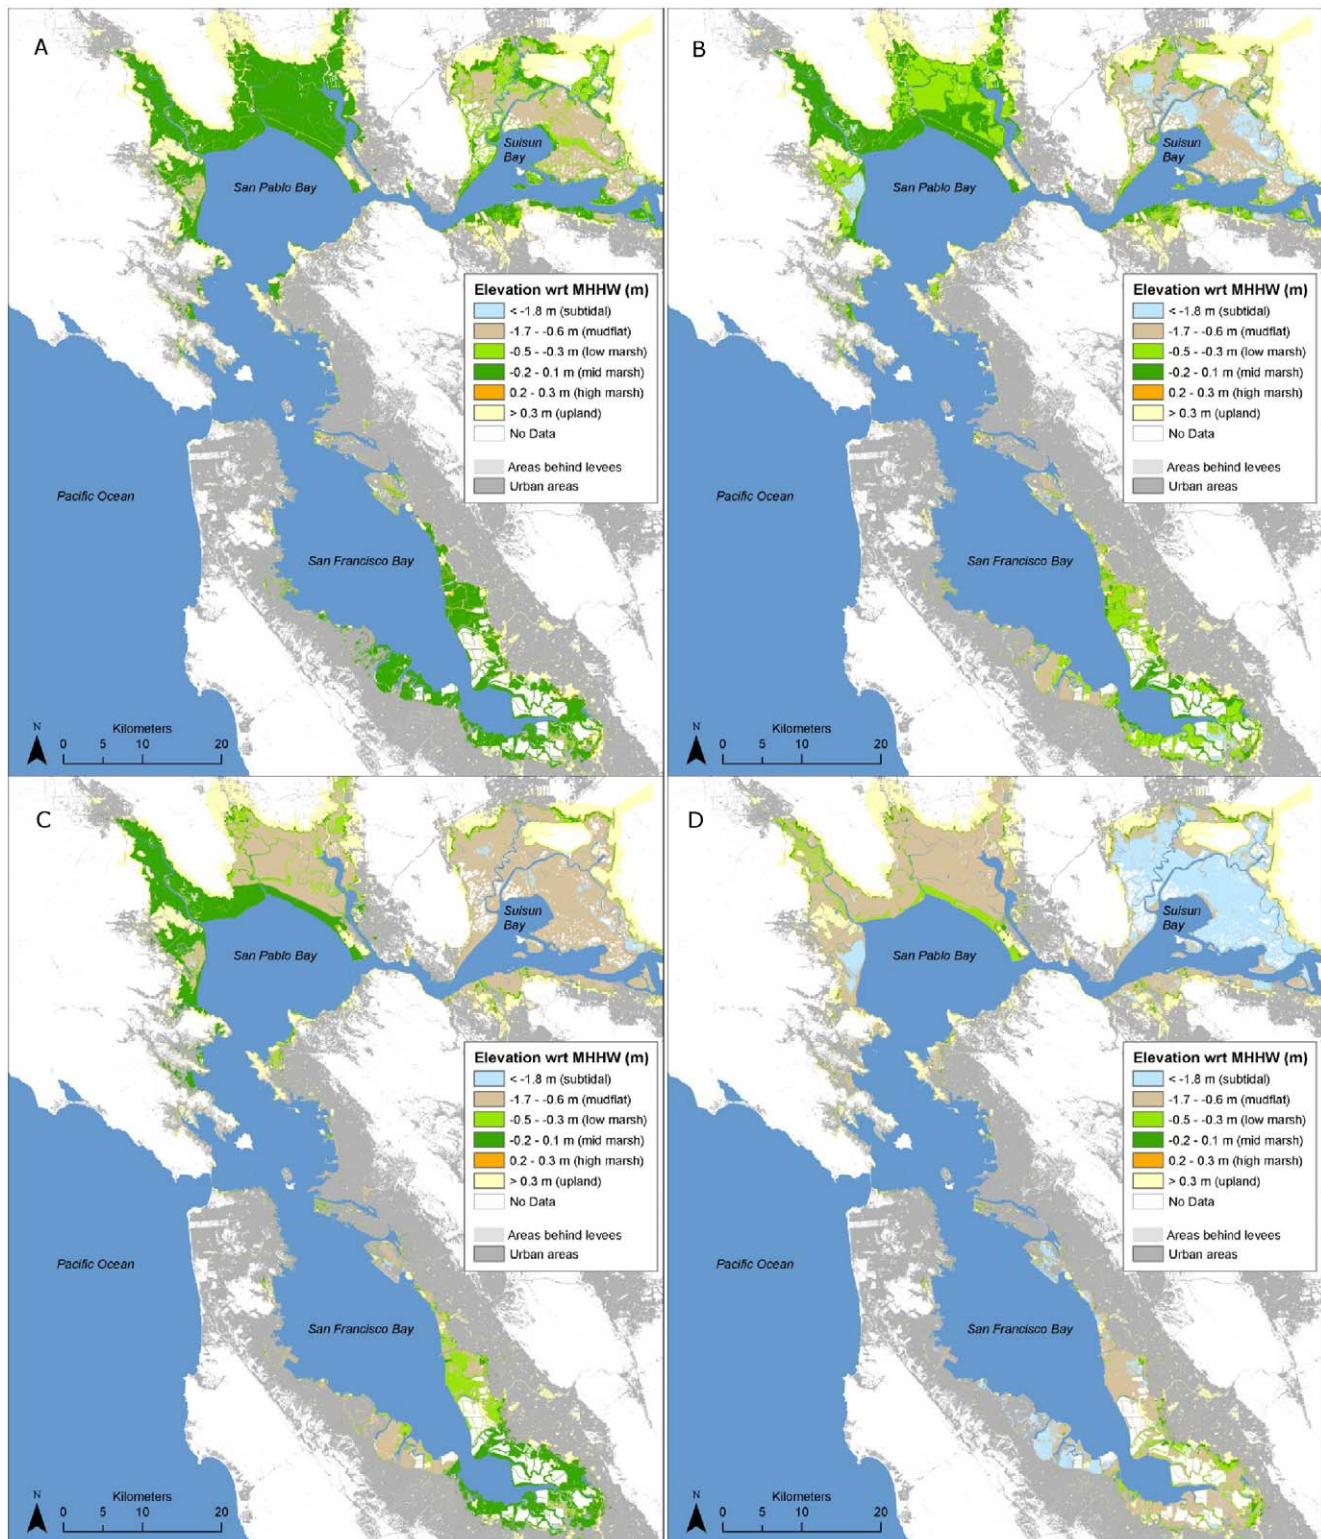 A
San Pablo Bay
Suisun
Bay
Elevation wrt MHHW (m)
< -1.8 m (subtidal)
-1.7 - -0.6 m (mudflat)
-0.5 - -0.3 m (low marsh)
-0.2 - 0.1 m (mid marsh)
0.2 - 0.3 m (high marsh)
> 0.3 m (upland)
No Data
Areas behind levees
Urban areas
Pacific Ocean
San Francisco Bay
N
Kilometers
0 5 10 20
B
San Pablo Bay
Suisun
Bay
Elevation wrt MHHW (m)
< -1.8 m (subtidal)
-1.7 - -0.6 m (mudflat)
-0.5 - -0.3 m (low marsh)
-0.2 - 0.1 m (mid marsh)
0.2 - 0.3 m (high marsh)
> 0.3 m (upland)
No Data
Areas behind levees
Urban areas
Pacific Ocean
San Francisco Bay
N
Kilometers
0 5 10 20
C
Suisun
Bay
San Pablo Bay
Elevation wrt MHHW (m)
< -1.8 m (subtidal)
-1.7 - -0.6 m (mudflat)
-0.5 - -0.3 m (low marsh)
-0.2 - 0.1 m (mid marsh)
0.2 - 0.3 m (high marsh)
> 0.3 m (upland)
No Data
Areas behind levees
Urban areas
Pacific Ocean
San Francisco Bay
N
Kilometers
0 5 10 20
D
Suisun
Bay
San Pablo Bay
Elevation wrt MHHW (m)
< -1.8 m (subtidal)
-1.7 - -0.6 m (mudflat)
-0.5 - -0.3 m (low marsh)
-0.2 - 0.1 m (mid marsh)
0.2 - 0.3 m (high marsh)
> 0.3 m (upland)
No Data
Areas behind levees
Urban areas
Pacific Ocean
San Francisco Bay
N
Kilometers
0 5 10 20